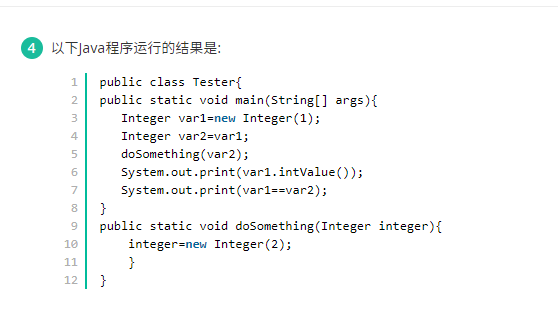 4 以下Java程序运行的结果是:
1 public class Tester{
2 public static void main(String[] args){
3 Integer var1=new Integer(1);
4 Integer var2=var1;
5 doSomething(var2);
6 System.out.print(var1.intValue());
7 System.out.print(var1==var2);
8 }
9 public static void doSomething(Integer integer){
10 integer=new Integer(2);
11 }
12 }